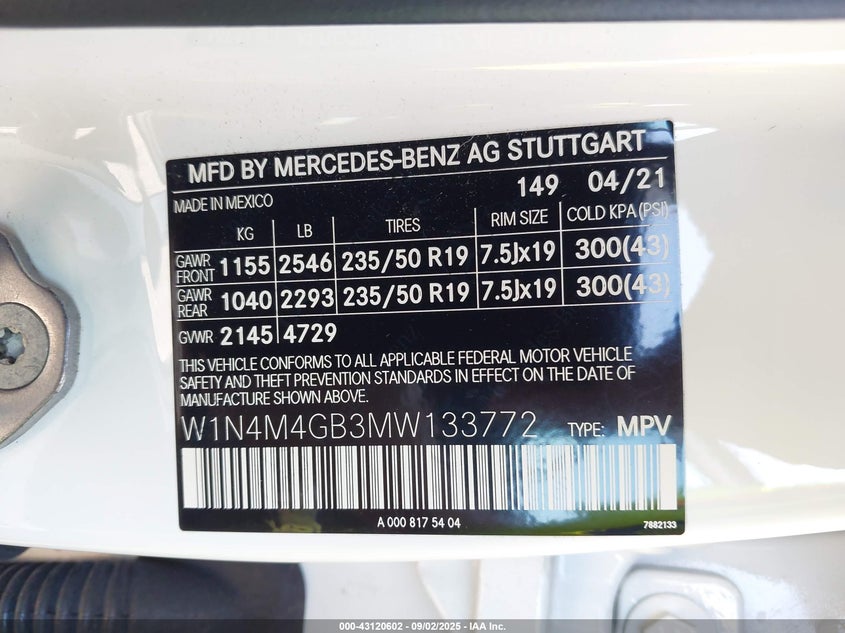 MFD BY MERCEDES-BENZ AG STUTTGART
149 04/21
MADE IN MEXICO
KG LB TIRES RIM SIZE COLD KPA (PSI)
GAWR FRONT 1155 2546 235/50 R19 7.5Jx19 300(43)
GAWR REAR 1040 2293 235/50 R19 7.5Jx19 300(43)
GVWR 2145 4729
THIS VEHICLE CONFORMS TO ALL APPLICABLE FEDERAL MOTOR VEHICLE
SAFETY AND THEFT PREVENTION STANDARDS IN EFFECT ON THE DATE OF
MANUFACTURE SHOWN ABOVE.
W1N4M4GB3MW133772 TYPE: MPV
A 000 817 54 04
7882133
000-43120602 - 09/02/2025 - IAA Inc.